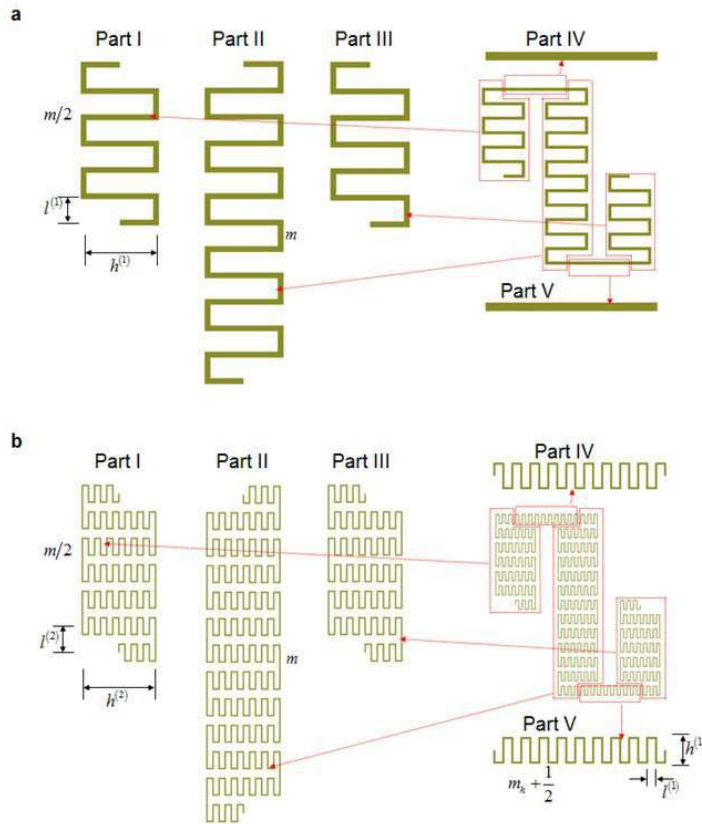 a
Part I
Part II
Part III
Part IV
m/2
l(1)
h(1)
m
Part V
b
Part I
Part II
Part III
Part IV
m/2
l(2)
h(2)
m
Part V
h(1)
l(1)
m_k + 1/2